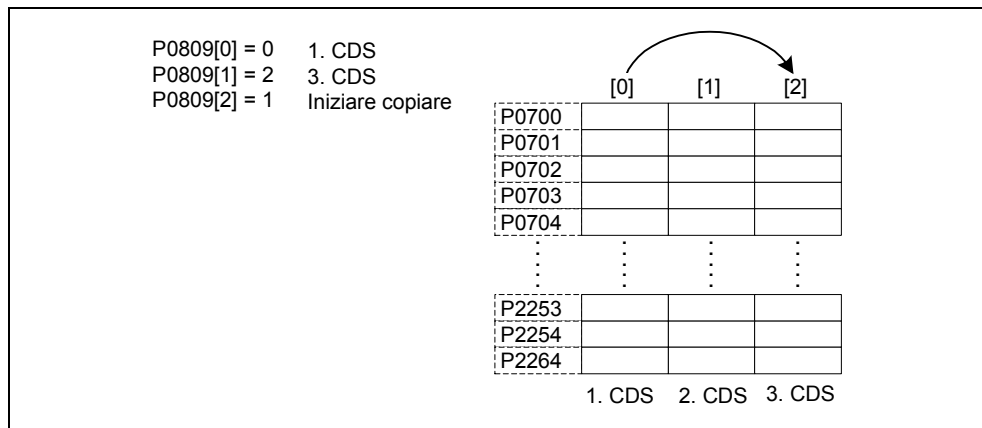 P0809[0] = 0 1. CDS
P0809[1] = 2 3. CDS
P0809[2] = 1 Iniziare copiare
[0] [1] [2]
P0700
P0701
P0702
P0703
P0704
P2253
P2254
P2264
1. CDS 2. CDS 3. CDS